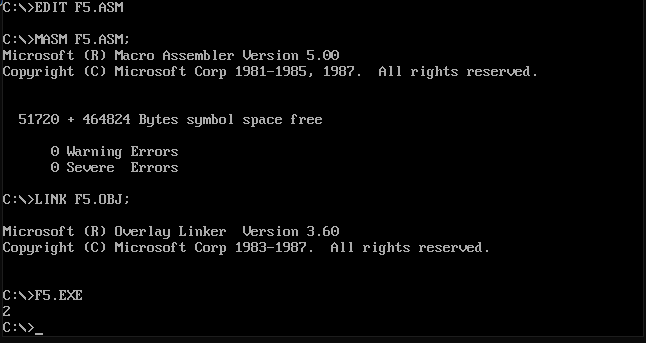 C:\>EDIT F5.ASM
C:\>MASM F5.ASM;
Microsoft (R) Macro Assembler Version 5.00
Copyright (C) Microsoft Corp 1981-1985, 1987.  All rights reserved.
51720 + 464824 Bytes symbol space free
0 Warning Errors
0 Severe  Errors
C:\>LINK F5.OBJ;
Microsoft (R) Overlay Linker  Version 3.60
Copyright (C) Microsoft Corp 1983-1987.  All rights reserved.
C:\>F5.EXE
2
C:\>_